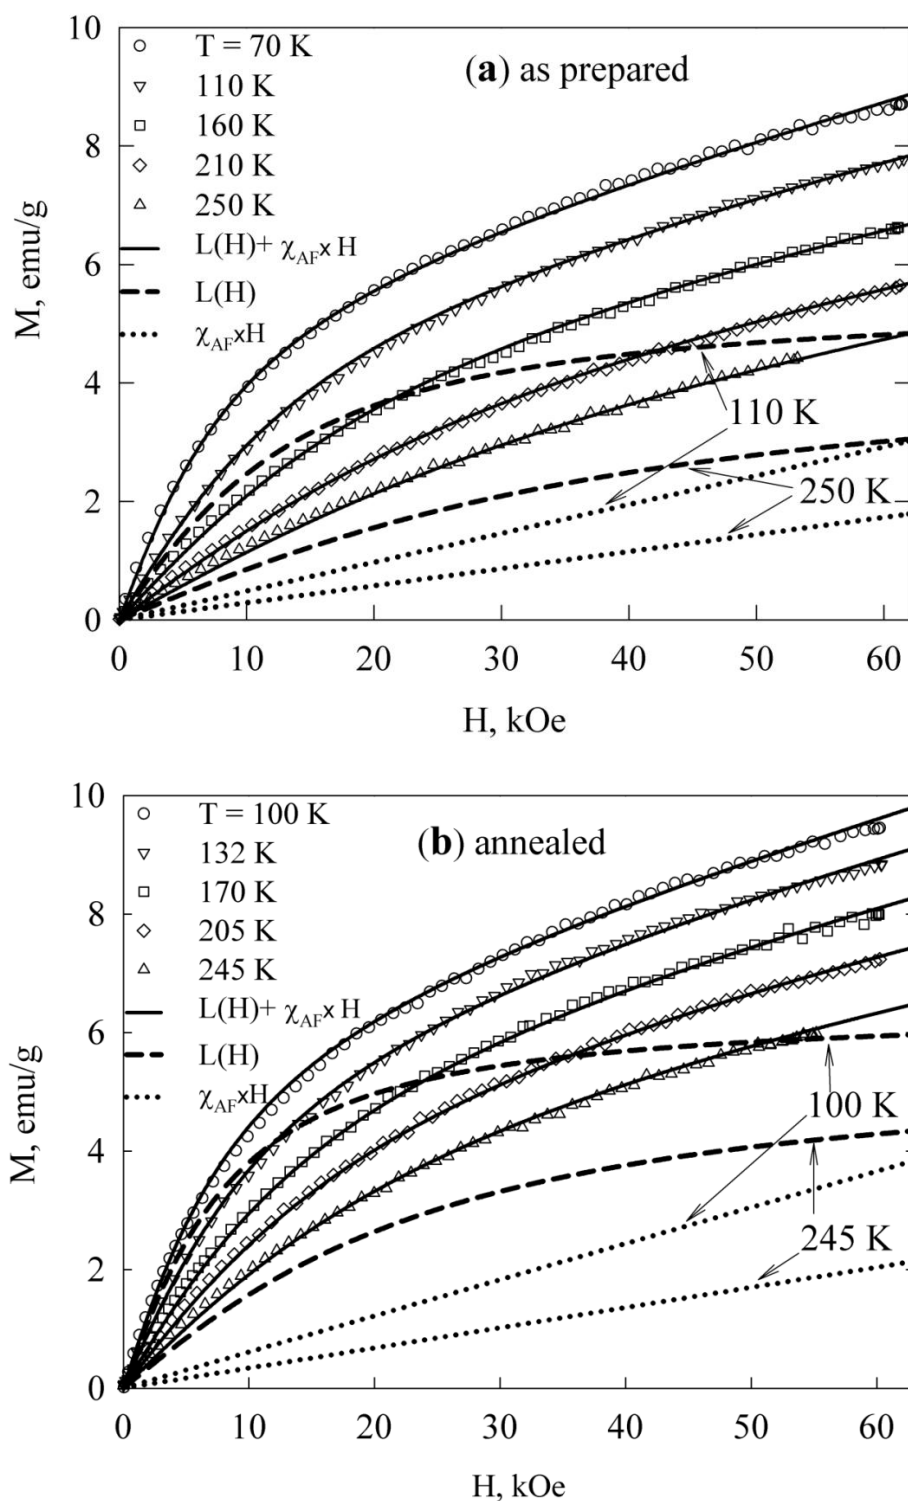 (a) as prepared
T = 70 K
110 K
160 K
210 K
250 K
L(H)+ χAF x H
L(H)
χAFxH
110 K
250 K
M, emu/g
10
8
6
4
2
0
0 10 20 30 40 50 60
H, kOe
(b) annealed
T = 100 K
132 K
170 K
205 K
245 K
L(H)+ χAF x H
L(H)
χAFxH
100 K
245 K
M, emu/g
10
8
6
4
2
0
0 10 20 30 40 50 60
H, kOe